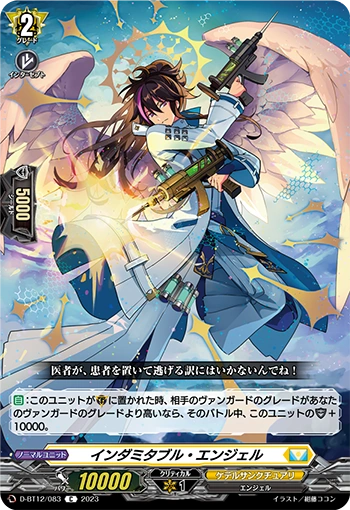 2
グレード
インターセプト
5000
シールド
医者が、患者を置いて逃げる訳にはいかないんでね!
自:このユニットがGに置かれた時、相手のヴァンガードのグレードがあなた
のヴァンガードのグレードより高いなら、そのバトル中、このユニットの+
10000。
ノーマルユニット
インダミタブル・エンジェル
パワー 10000
クリティカル
1
ケテルサンクチュアリ
エンジェル
D-BT12/083 C 2023
イラスト/紺藤ココン